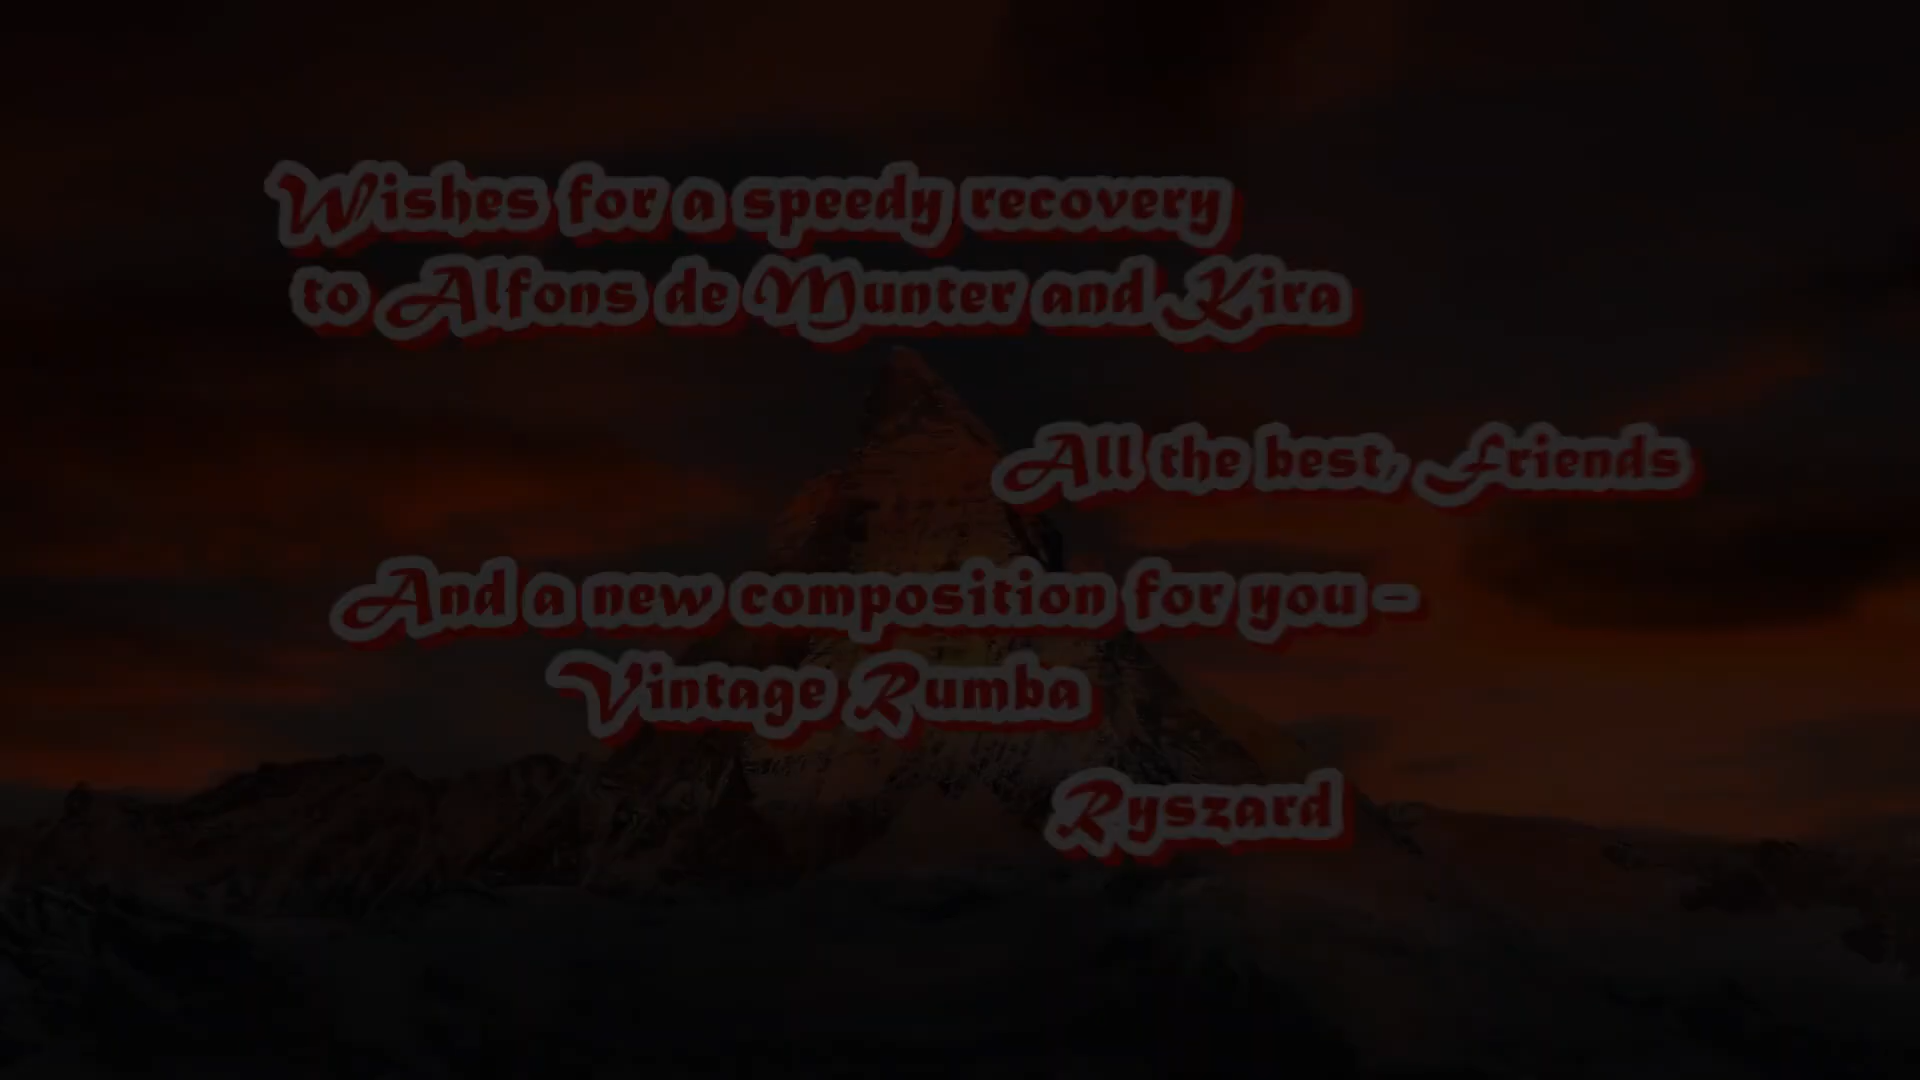 Wishes for a speedy recovery
to Alfons de Munter and Kira
All the best, Friends
And a new composition for you -
Vintage Rumba
Ryszard